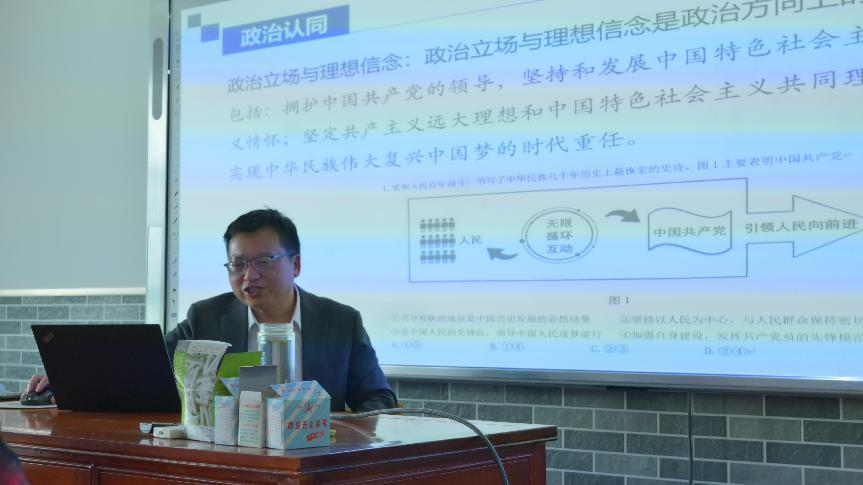 政治认同
政治立场与理想信念：政治立场与理想信念是政治方向上的
包括：拥护中国共产党的领导，坚持和发展中国特色社会主
义情怀；坚定共产主义远大理想和中国特色社会主义共同理
实现中华民族伟大复兴中国梦的时代重任。
1.党和人民百年奋斗，书写了中华民族几千年历史上最恢宏的史诗。图1主要表明中国共产党
人民
无限
循环
互动
中国共产党
引领人民向前进
图1
①领导和执政地位是中国历史发展的必然结果 ②坚持以人民为中心，与人民群众保持密切
③是中国人民的先锋队，领导中国人民逐梦前行 ④加强自身建设，发挥共产党员的先锋模范
A.①③ B.①④ C.②③ D.②④